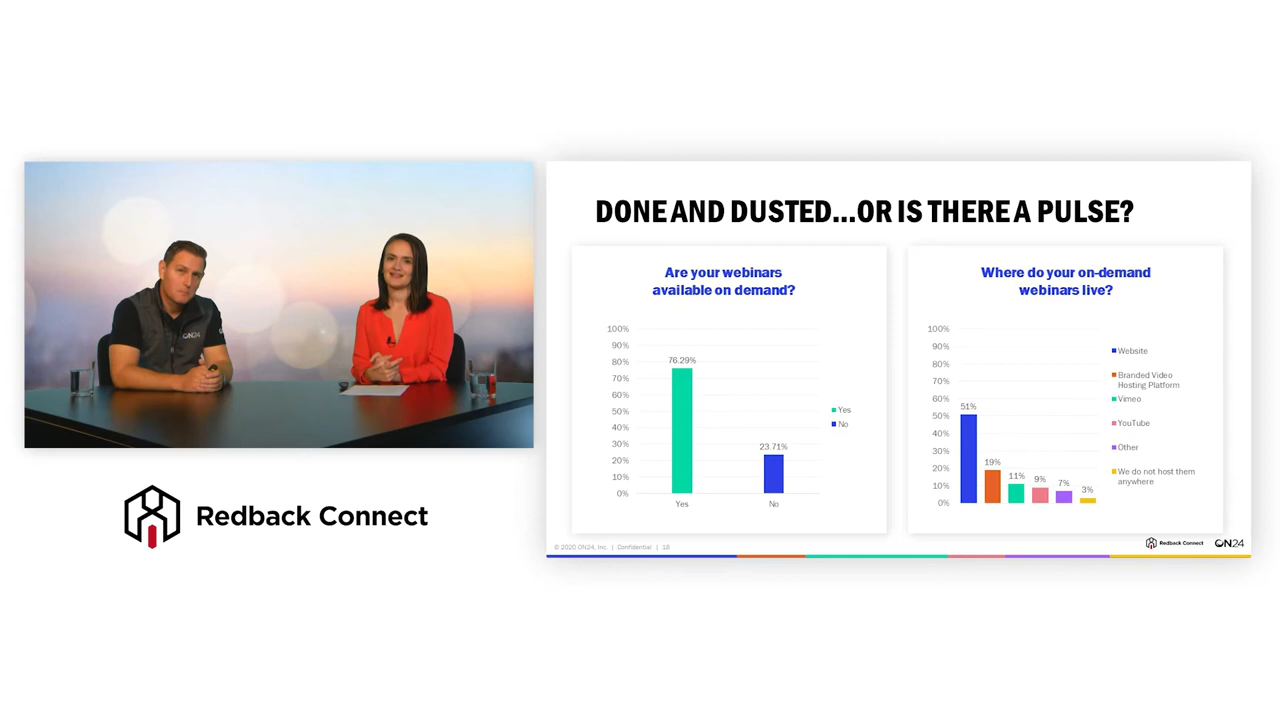 DONE AND DUSTED...OR IS THERE A PULSE?
Are your webinars
available on demand?
100%
90%
80%
70%
60%
50%
40%
30%
20%
10%
0%
76.29%
23.71%
Yes
No
Yes
No
Where do your on-demand
webinars live?
100%
90%
80%
70%
60%
50%
40%
30%
20%
10%
0%
51%
19%
11%
9%
7%
3%
Website
Branded Video
Hosting Platform
Vimeo
YouTube
Other
We do not host them
anywhere
© 2020 ON24, Inc. | Confidential | 18
Redback Connect
ON24
ON24
Redback Connect